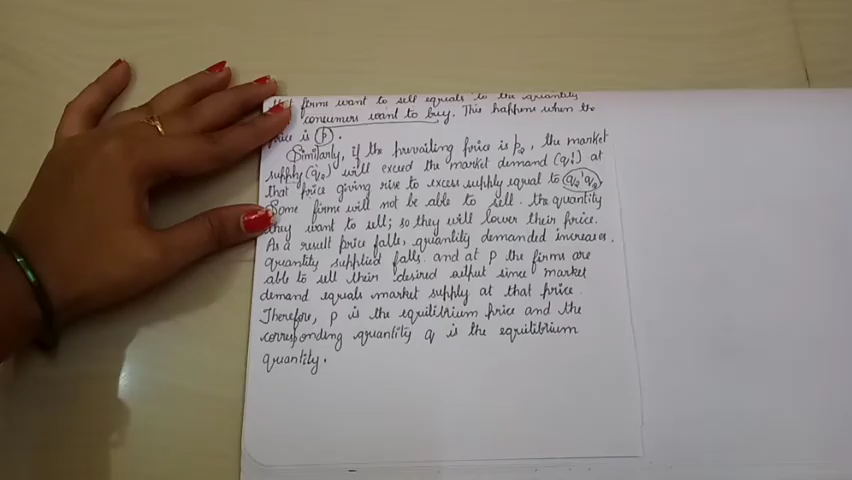 that firms want to sell equals to the quantity
consumers want to buy. This happens when the
price is p.
Similarly, if the prevailing price is p₂, the market
supply (q₂) will exceed the market demand (q₂') at
that price giving rise to excess supply equal to q₂'q₂.
Some firms will not be able to sell the quantity
they want to sell; so they will lower their price.
As a result price falls, quantity demanded increases.
quantity supplied falls and at P the firms are
able to sell their desired output since market
demand equals market supply at that price.
Therefore, p is the equilibrium price and the
corresponding quantity q is the equilibrium
quantity.